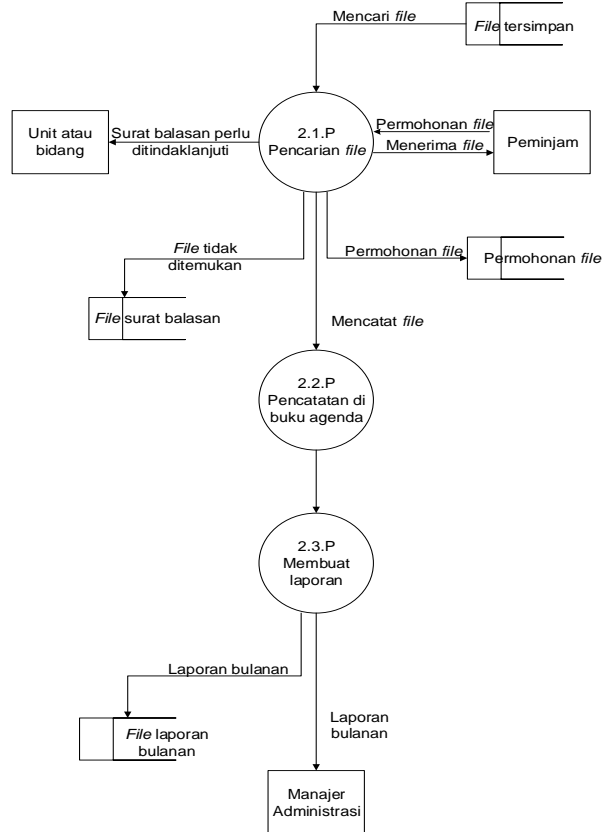 Mencari file
File tersimpan
Unit atau
bidang
Surat balasan perlu
ditindaklanjuti
2.1.P
Pencarian file
Permohonan file
Menerima file
Peminjam
File tidak
ditemukan
Permohonan file
Permohonan file
File surat balasan
Mencatat file
2.2.P
Pencatatan di
buku agenda
2.3.P
Membuat
laporan
Laporan bulanan
File laporan
bulanan
Laporan
bulanan
Manajer
Administrasi